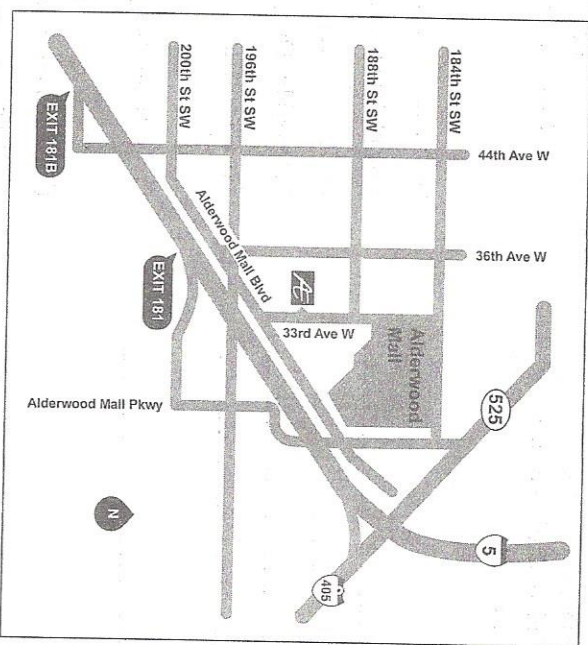 184th St SW
188th St SW
196th St SW
200th St SW
44th Ave W
36th Ave W
33rd Ave W
Alderwood Mall Pkwy
Alderwood Mall Blvd
Alderwood
Mall
EXIT 181B
EXIT 181
525
5
405
N